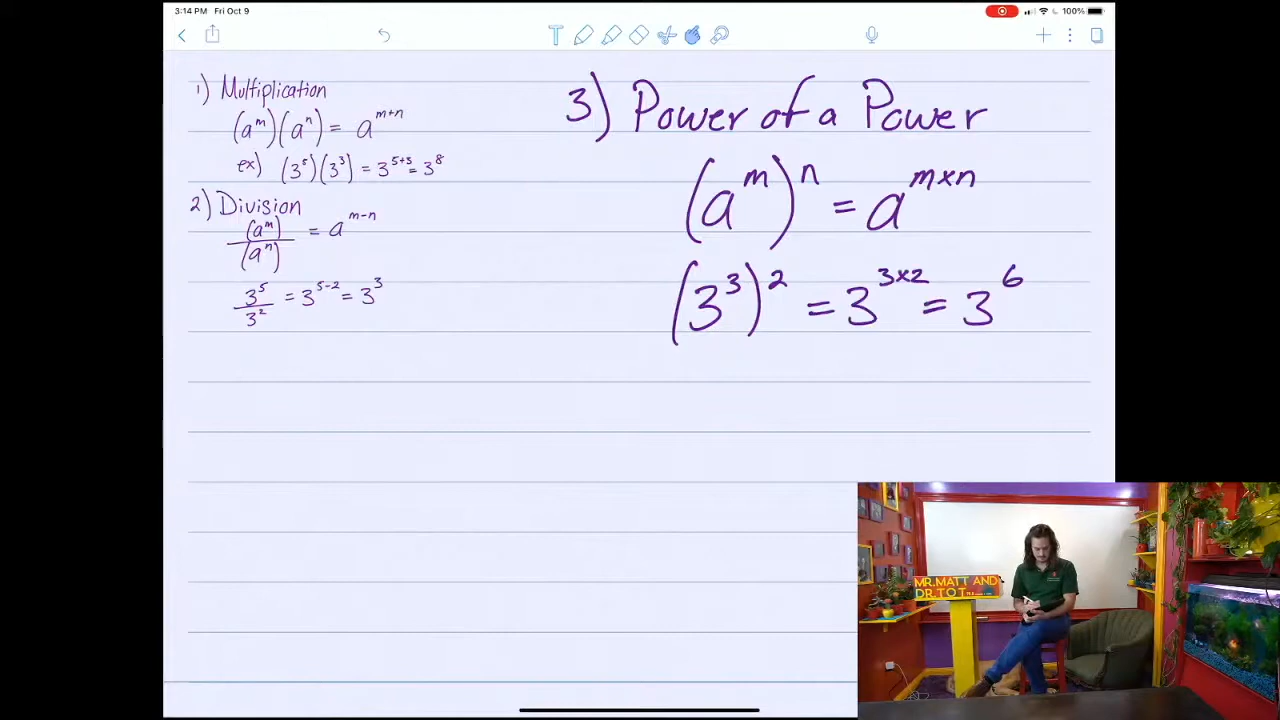 3:14 PM Fri Oct 9
100%
1) Multiplication
(a^m)(a^n) = a^{m+n}
ex) (3^5)(3^3) = 3^{5+3} = 3^8
2) Division
(a^m)/(a^n) = a^{m-n}
3^5/3^2 = 3^{5-2} = 3^3
3) Power of a Power
(a^m)^n = a^{m×n}
(3^3)^2 = 3^{3×2} = 3^6
MR.MATT AND
DR.TOT